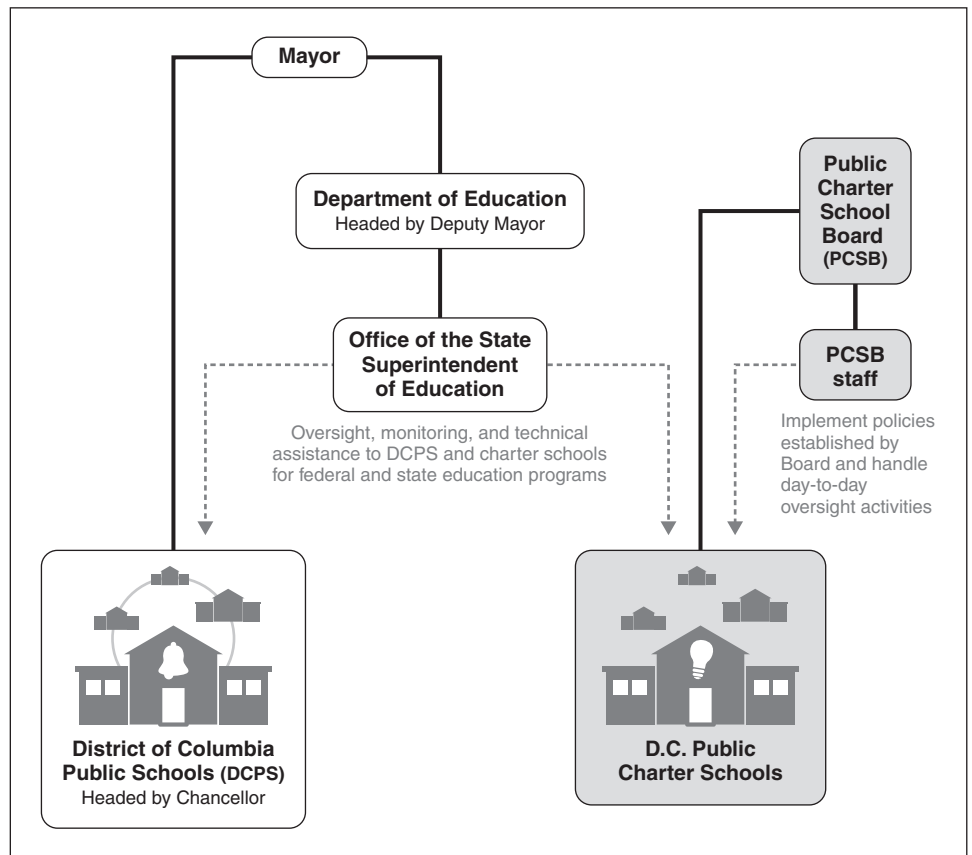 Mayor
Department of Education
Headed by Deputy Mayor
Public
Charter
School
Board
(PCSB)
Office of the State
Superintendent
of Education
PCSB
staff
Oversight, monitoring, and technical
assistance to DCPS and charter schools
for federal and state education programs
Implement policies
established by
Board and handle
day-to-day
oversight activities
District of Columbia
Public Schools (DCPS)
Headed by Chancellor
D.C. Public
Charter Schools